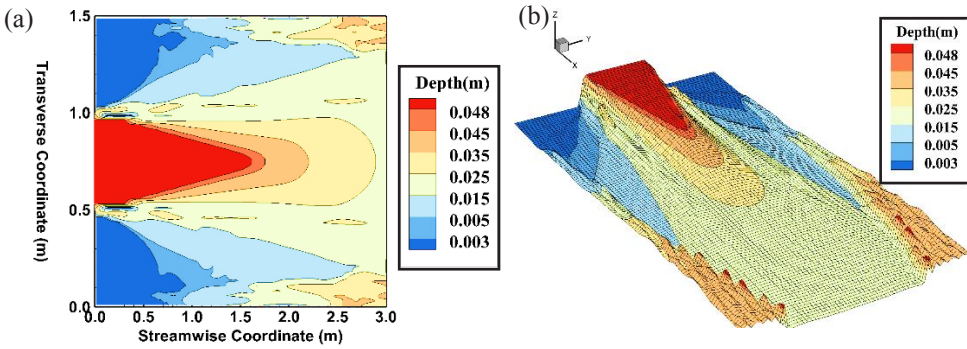 (a)
1.5
1.0
0.5
0.0
Transverse Coordinate (m)
0.0 0.5 1.0 1.5 2.0 2.5 3.0
Streamwise Coordinate (m)
Depth(m)
0.048
0.045
0.035
0.025
0.015
0.005
0.003
(b)
Z
Y
X
Depth(m)
0.048
0.045
0.035
0.025
0.015
0.005
0.003